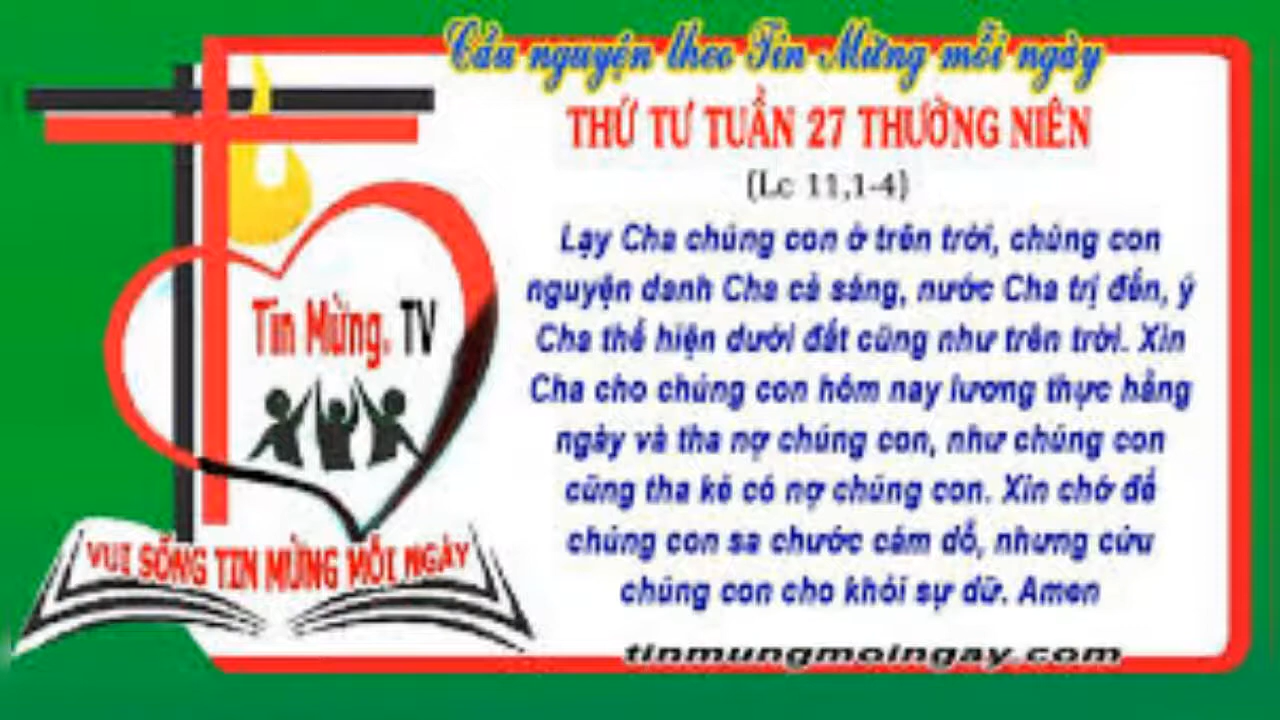 Cầu nguyện theo Tin Mừng mỗi ngày
THỨ TƯ TUẦN 27 THƯỜNG NIÊN
(Lc 11,1-4)
Lạy Cha chúng con ở trên trời, chúng con
nguyện danh Cha cả sáng, nước Cha trị đến, ý
Cha thể hiện dưới đất cũng như trên trời. Xin
Cha cho chúng con hôm nay lương thực hằng
ngày và tha nợ chúng con, như chúng con
cũng tha kẻ có nợ chúng con. Xin chớ để
chúng con sa chước cám dỗ, nhưng cứu
chúng con cho khỏi sự dữ. Amen
tinmungmoingay.com
Tin Mừng. TV
VUI SỐNG TIN MỪNG MỖI NGÀY